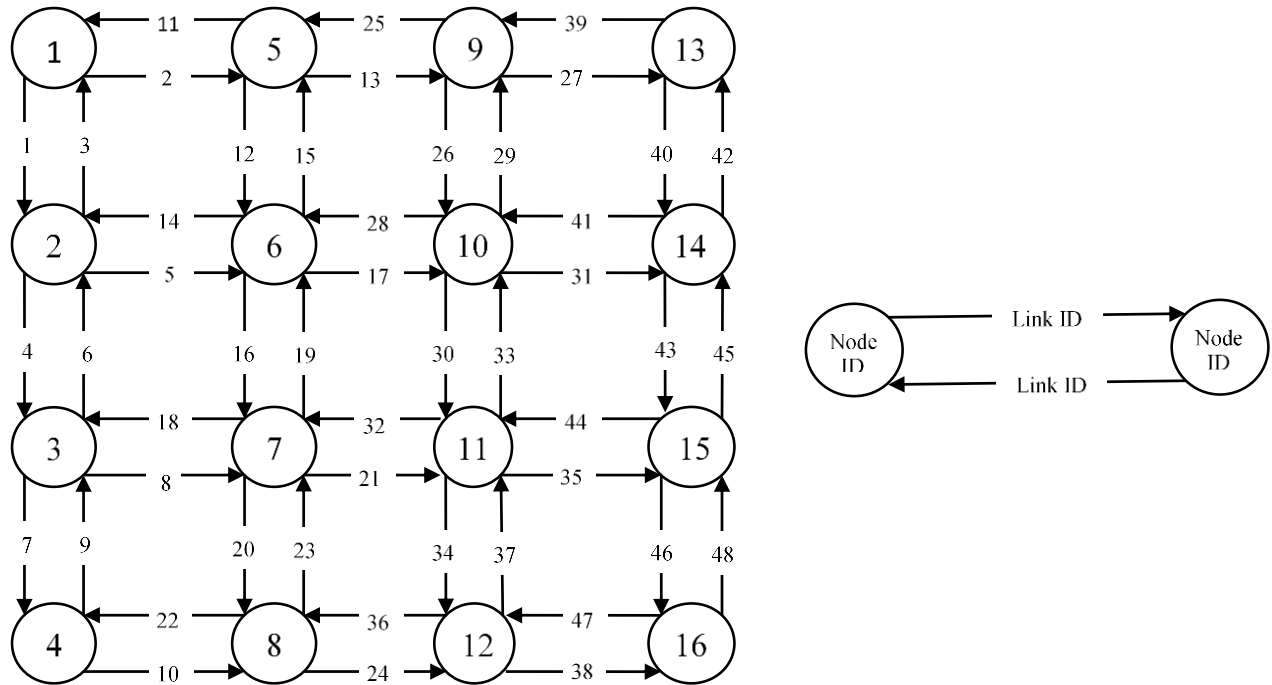 11 25 39
1 5 9 13
2 13 27
1 3 12 15 26 29 40 42
14 28 41
2 6 10 14
5 17 31
4 6 16 19 30 33 43 45
18 32 44
3 7 11 15
8 21 35
7 9 20 23 34 37 46 48
22 36 47
4 8 12 16
10 24 38
Link ID
Node
ID
Node
ID
Link ID